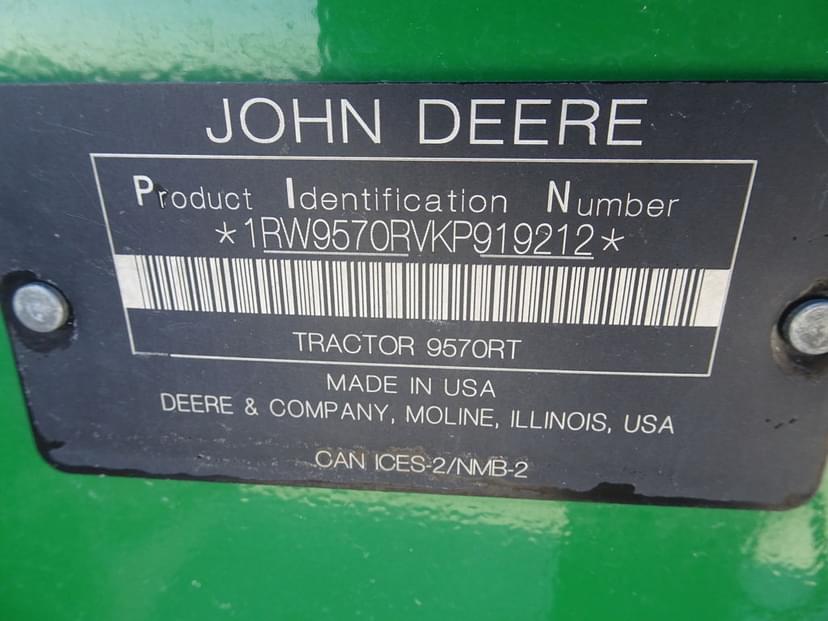 JOHN DEERE
Product Identification Number
*1RW9570RVKP919212*
TRACTOR 9570RT
MADE IN USA
DEERE & COMPANY, MOLINE, ILLINOIS, USA
CAN ICES-2/NMB-2